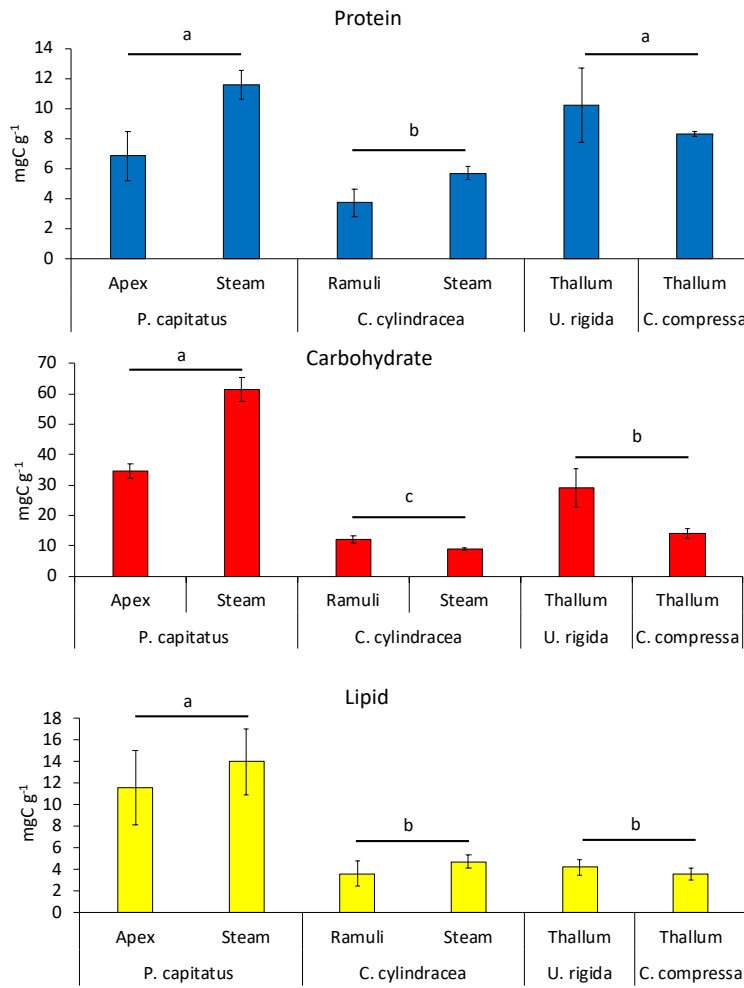 Protein
a
a
b
14
12
10
8
6
4
2
0
mgC g-1
Apex Steam Ramuli Steam Thallum Thallum
P. capitatus C. cylindracea U. rigida C. compressa
Carbohydrate
a
b
c
70
60
50
40
30
20
10
0
mgC g-1
Apex Steam Ramuli Steam Thallum Thallum
P. capitatus C. cylindracea U. rigida C. compressa
Lipid
a
b
b
18
16
14
12
10
8
6
4
2
0
mgC g-1
Apex Steam Ramuli Steam Thallum Thallum
P. capitatus C. cylindracea U. rigida C. compressa